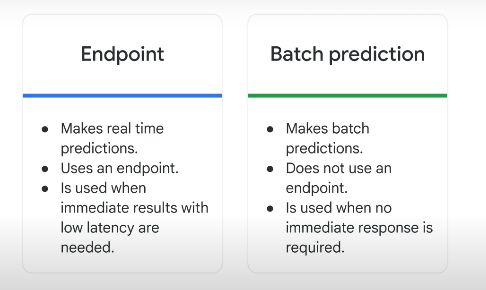 Endpoint
• Makes real time
predictions.
• Uses an endpoint.
• Is used when
immediate results with
low latency are
needed.
Batch prediction
• Makes batch
predictions.
• Does not use an
endpoint.
• Is used when no
immediate response is
required.